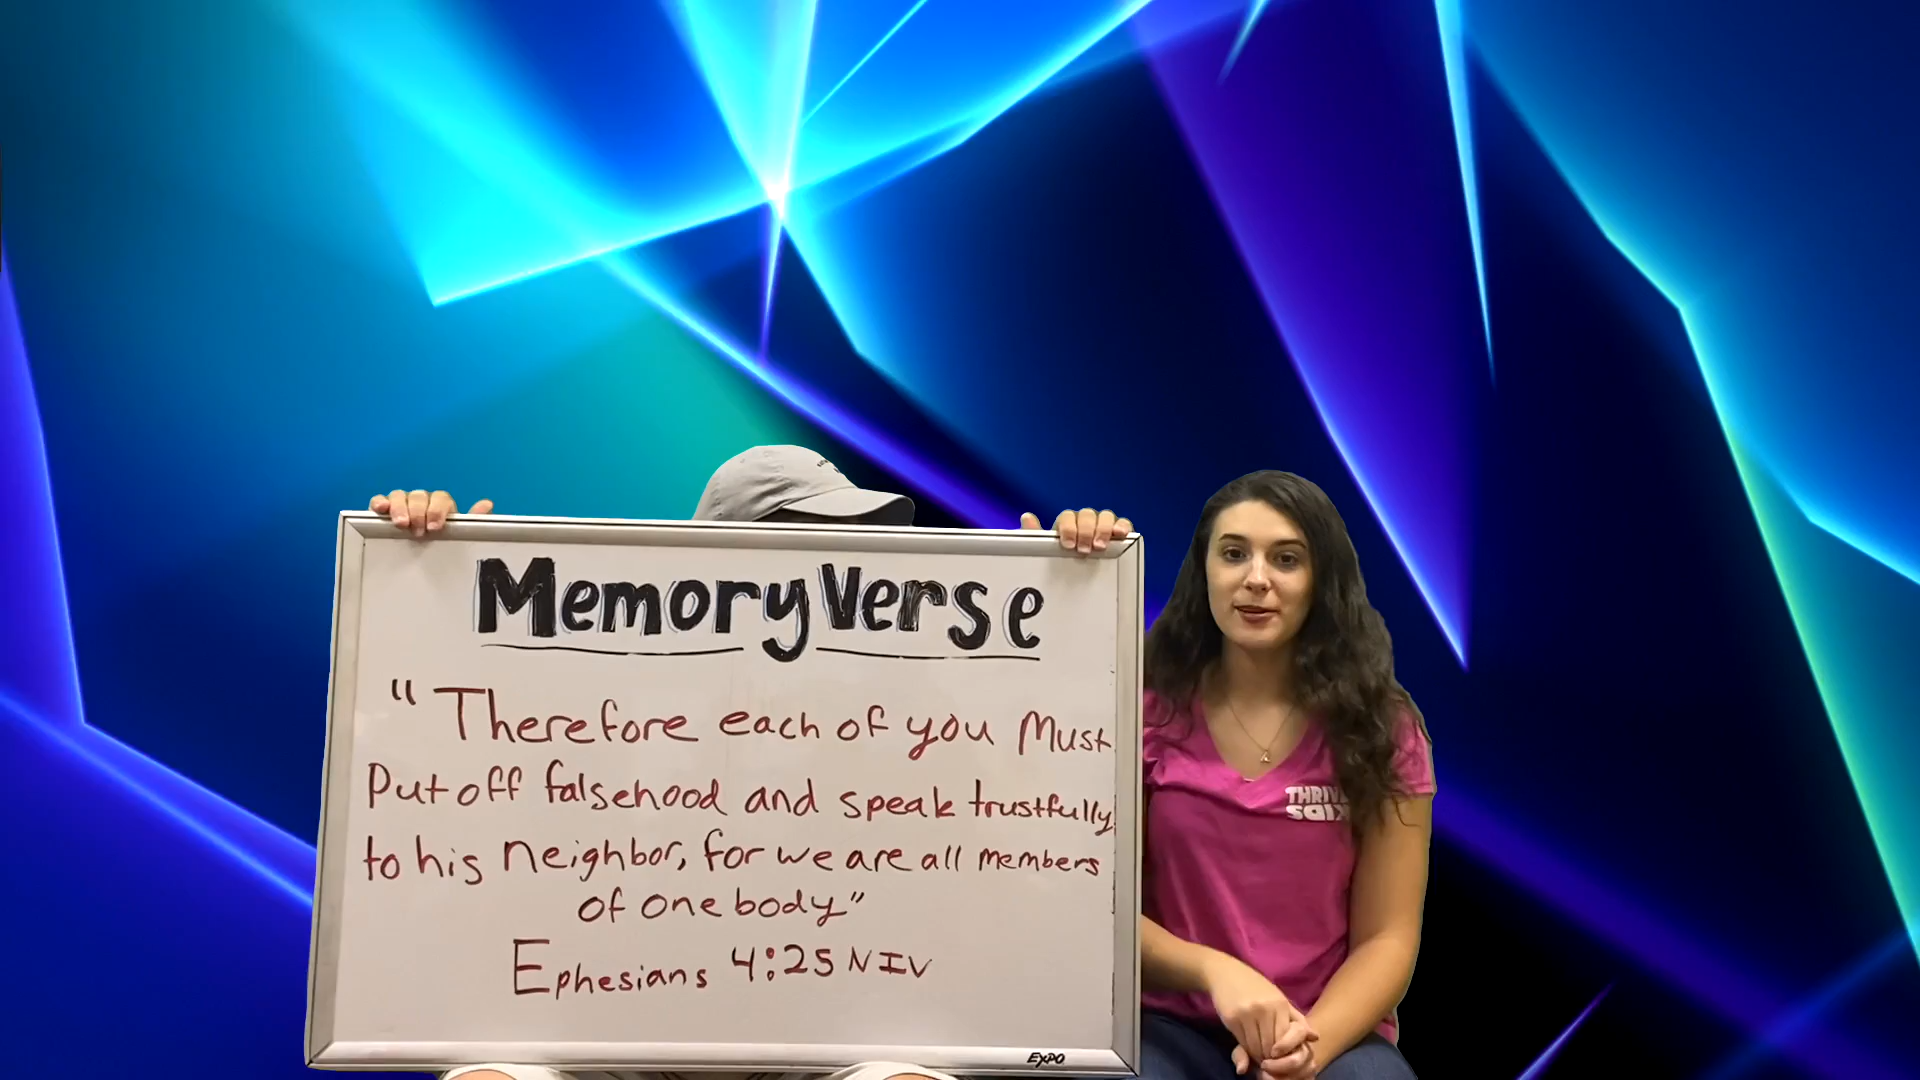 Memory Verse
"Therefore each of you Must
Put off falsehood and speak trustfully
to his neighbor, for we are all members
of one body"
Ephesians 4:25 NIV
EXPO
THRIVE